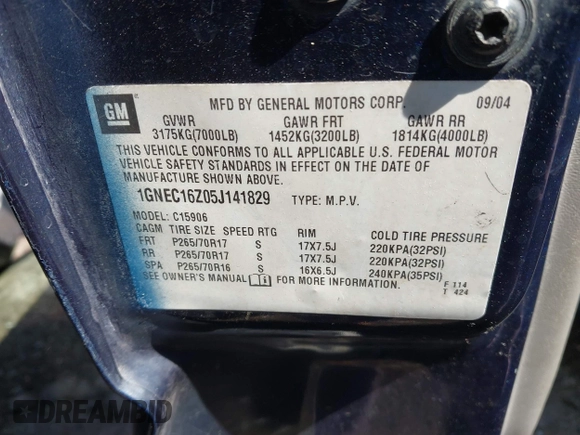 GM
MFD BY GENERAL MOTORS CORP. 09/04
GVWR GAWR FRT GAWR RR
3175KG(7000LB) 1452KG(3200LB) 1814KG(4000LB)
THIS VEHICLE CONFORMS TO ALL APPLICABLE U.S. FEDERAL MOTOR
VEHICLE SAFETY STANDARDS IN EFFECT ON THE DATE OF
MANUFACTURE SHOWN ABOVE.
1GNEC16Z05J141829 TYPE: M.P.V.
MODEL: C15906
CAGM TIRE SIZE SPEED RTG RIM COLD TIRE PRESSURE
FRT P265/70R17 S 17X7.5J 220KPA(32PSI)
RR P265/70R17 S 17X7.5J 220KPA(32PSI)
SPA P265/70R16 S 16X6.5J 240KPA(35PSI)
SEE OWNER'S MANUAL FOR MORE INFORMATION. F 114
T 424
DREAMBID